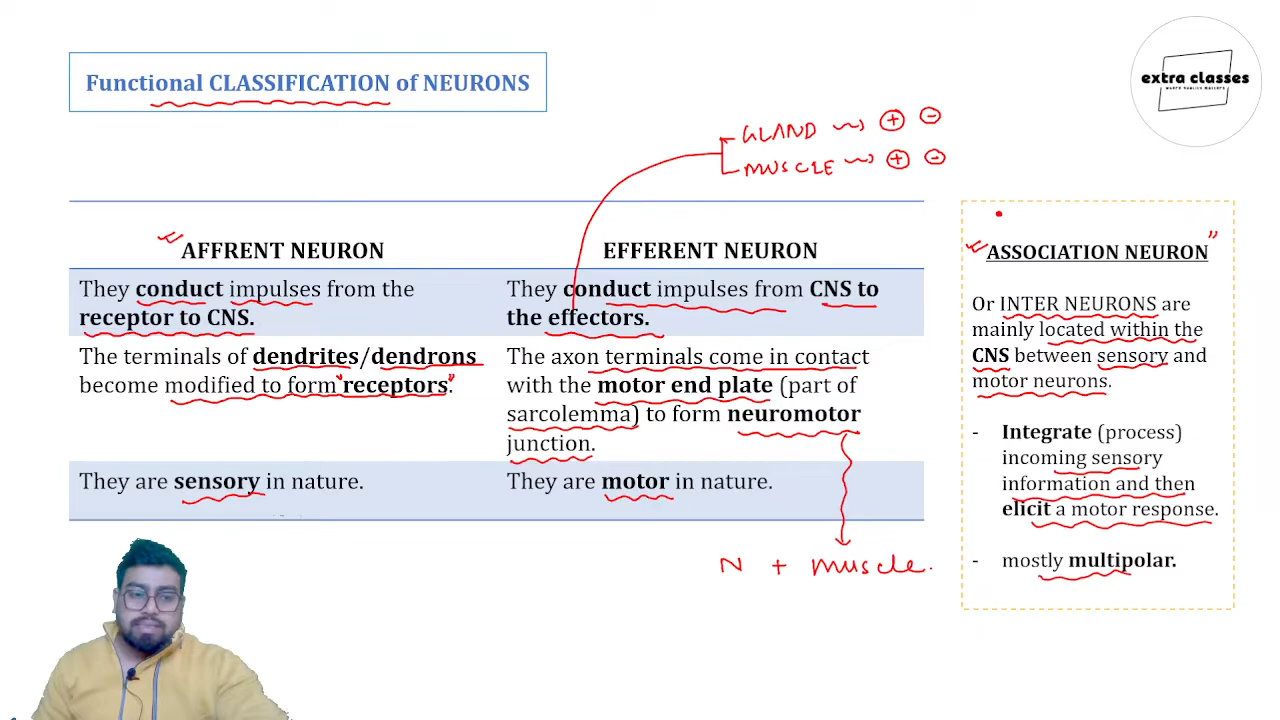 Functional CLASSIFICATION of NEURONS
extra classes
WHERE QUALITY MATTERS
GLAND + -
MUSCLE + -
"AFFRENT NEURON
They conduct impulses from the
receptor to CNS.
The terminals of dendrites/dendrons
become modified to form "receptors".
They are sensory in nature.
EFFERENT NEURON
They conduct impulses from CNS to
the effectors.
The axon terminals come in contact
with the motor end plate (part of
sarcolemma) to form neuromotor
junction.
They are motor in nature.
N + muscle.
"ASSOCIATION NEURON"
Or INTER NEURONS are
mainly located within the
CNS between sensory and
motor neurons.
- Integrate (process)
incoming sensory
information and then
elicit a motor response.
- mostly multipolar.